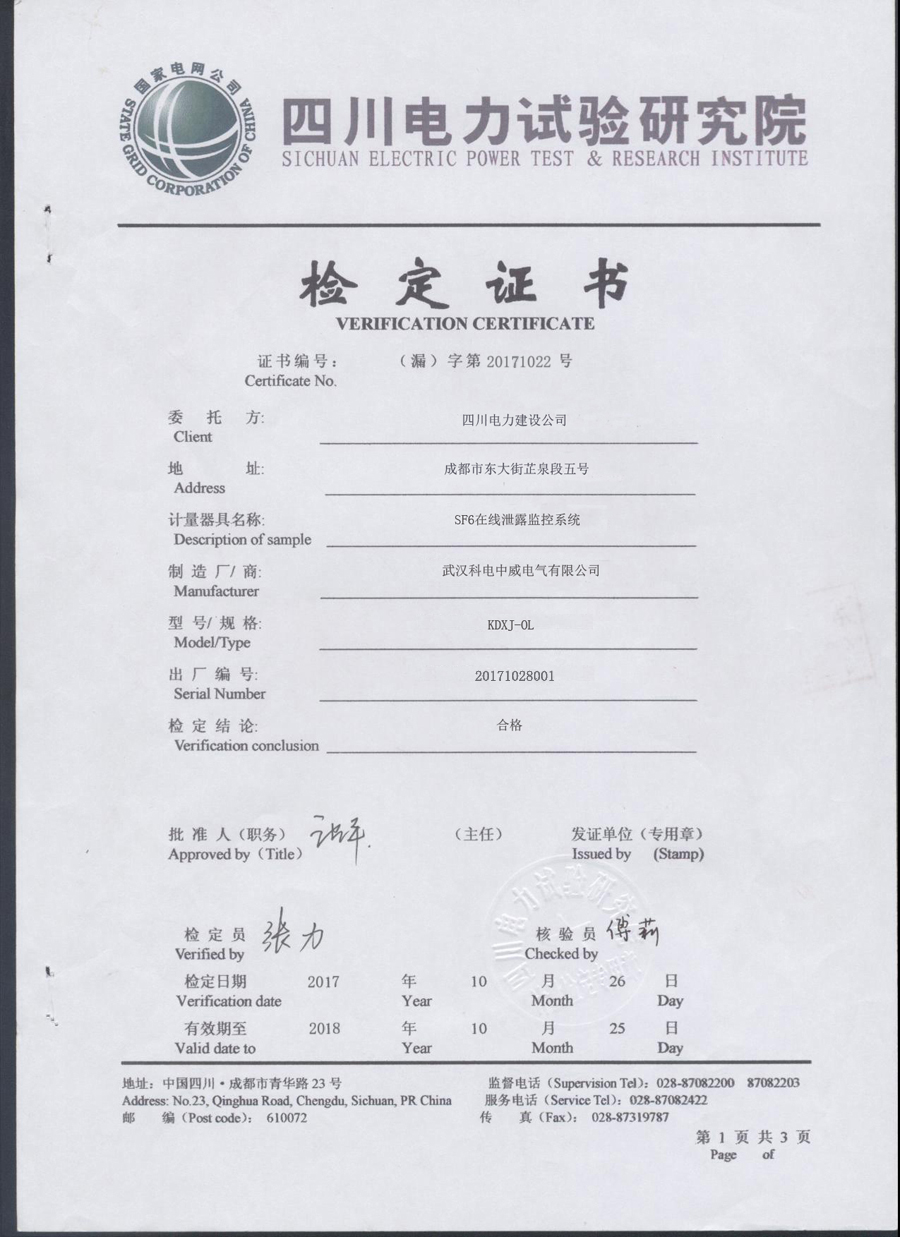 国家电网公司
STATE GRID CORPORATION OF CHINA
四川电力试验研究院
SICHUAN ELECTRIC POWER TEST & RESEARCH INSTITUTE
检定证书
VERIFICATION CERTIFICATE
证书编号： （漏）字第 20171022 号
Certificate No.
委托方: 四川电力建设公司
Client
地址: 成都市东大街芷泉段五号
Address
计量器具名称: SF6在线泄露监控系统
Description of sample
制造厂/商: 武汉科电中威电气有限公司
Manufacturer
型号/规格: KDXJ-OL
Model/Type
出厂编号: 20171028001
Serial Number
检定结论: 合格
Verification conclusion
批准人（职务） （主任） 发证单位（专用章）
Approved by（Title） Issued by (Stamp)
四川电力试验研究
检定员 张力 核验员 傅莉
Verified by Checked by
检定日期 2017 年 10 月 26 日
Verification date Year Month Day
有效期至 2018 年 10 月 25 日
Valid date to Year Month Day
地址：中国四川·成都市青华路 23 号 监督电话（Supervision Tel）：028-87082200 87082203
Address: No.23, Qinghua Road, Chengdu, Sichuan, PR China 服务电话（Service Tel）：028-87082422
邮 编（Post code）： 610072 传 真（Fax）： 028-87319787
第 1 页 共 3 页
Page of